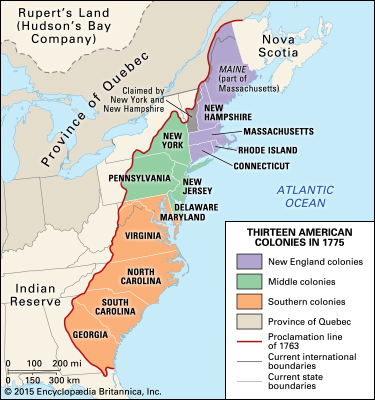 Rupert's Land
(Hudson's Bay
Company)
Nova
Scotia
Province of Quebec
MAINE
(part of
Massachusetts)
Claimed by
New York and
New Hampshire
NEW
HAMPSHIRE
MASSACHUSETTS
NEW
YORK
RHODE ISLAND
CONNECTICUT
PENNSYLVANIA
NEW
JERSEY
ATLANTIC
OCEAN
DELAWARE
MARYLAND
VIRGINIA
Indian
Reserve
NORTH
CAROLINA
SOUTH
CAROLINA
GEORGIA
THIRTEEN AMERICAN
COLONIES IN 1775
New England colonies
Middle colonies
Southern colonies
Province of Quebec
Proclamation line
of 1763
Current international
boundaries
Current state
boundaries
0 100 200 mi
0 150 300 km
© 2015 Encyclopædia Britannica, Inc.